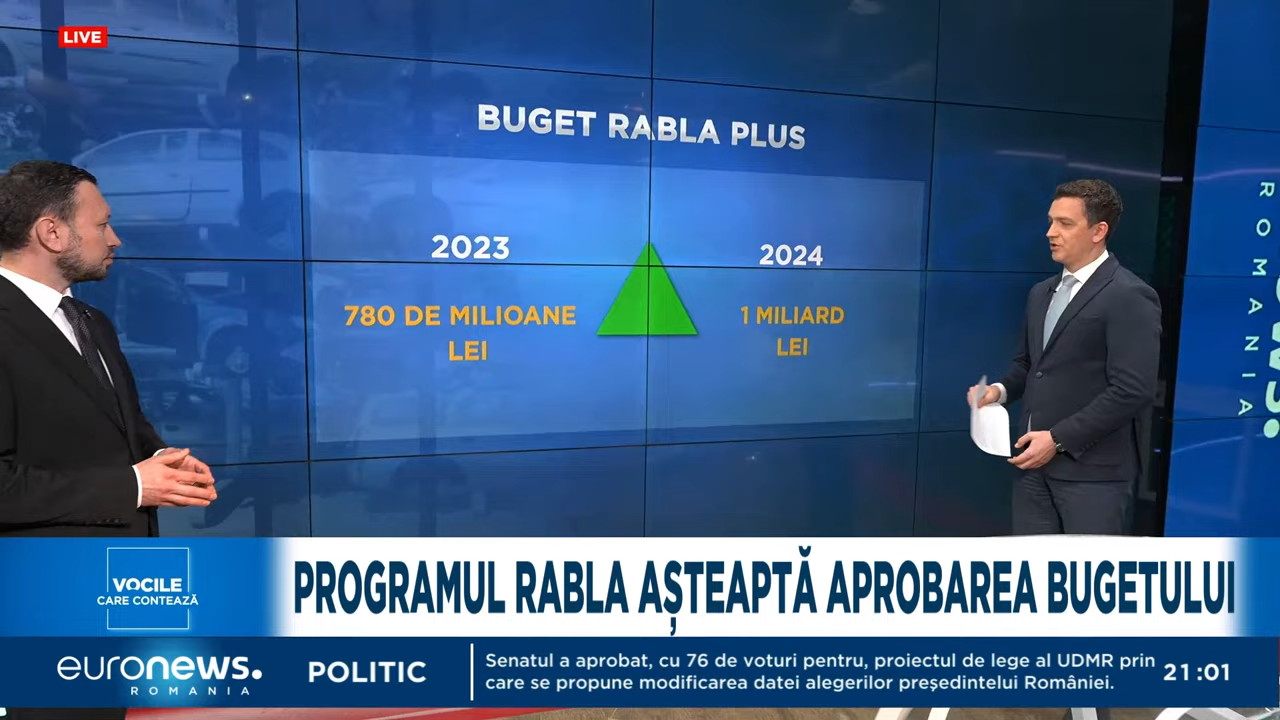 LIVE
BUGET RABLA PLUS
2023
780 DE MILIOANE
LEI
2024
1 MILIARD
LEI
ROMANIA
VOCILE
CARE CONTEAZĂ
PROGRAMUL RABLA AȘTEAPTĂ APROBAREA BUGETULUI
euronews.
ROMANIA
POLITIC
Senatul a aprobat, cu 76 de voturi pentru, proiectul de lege al UDMR prin
care se propune modificarea datei alegerilor președintelui României.
21:01